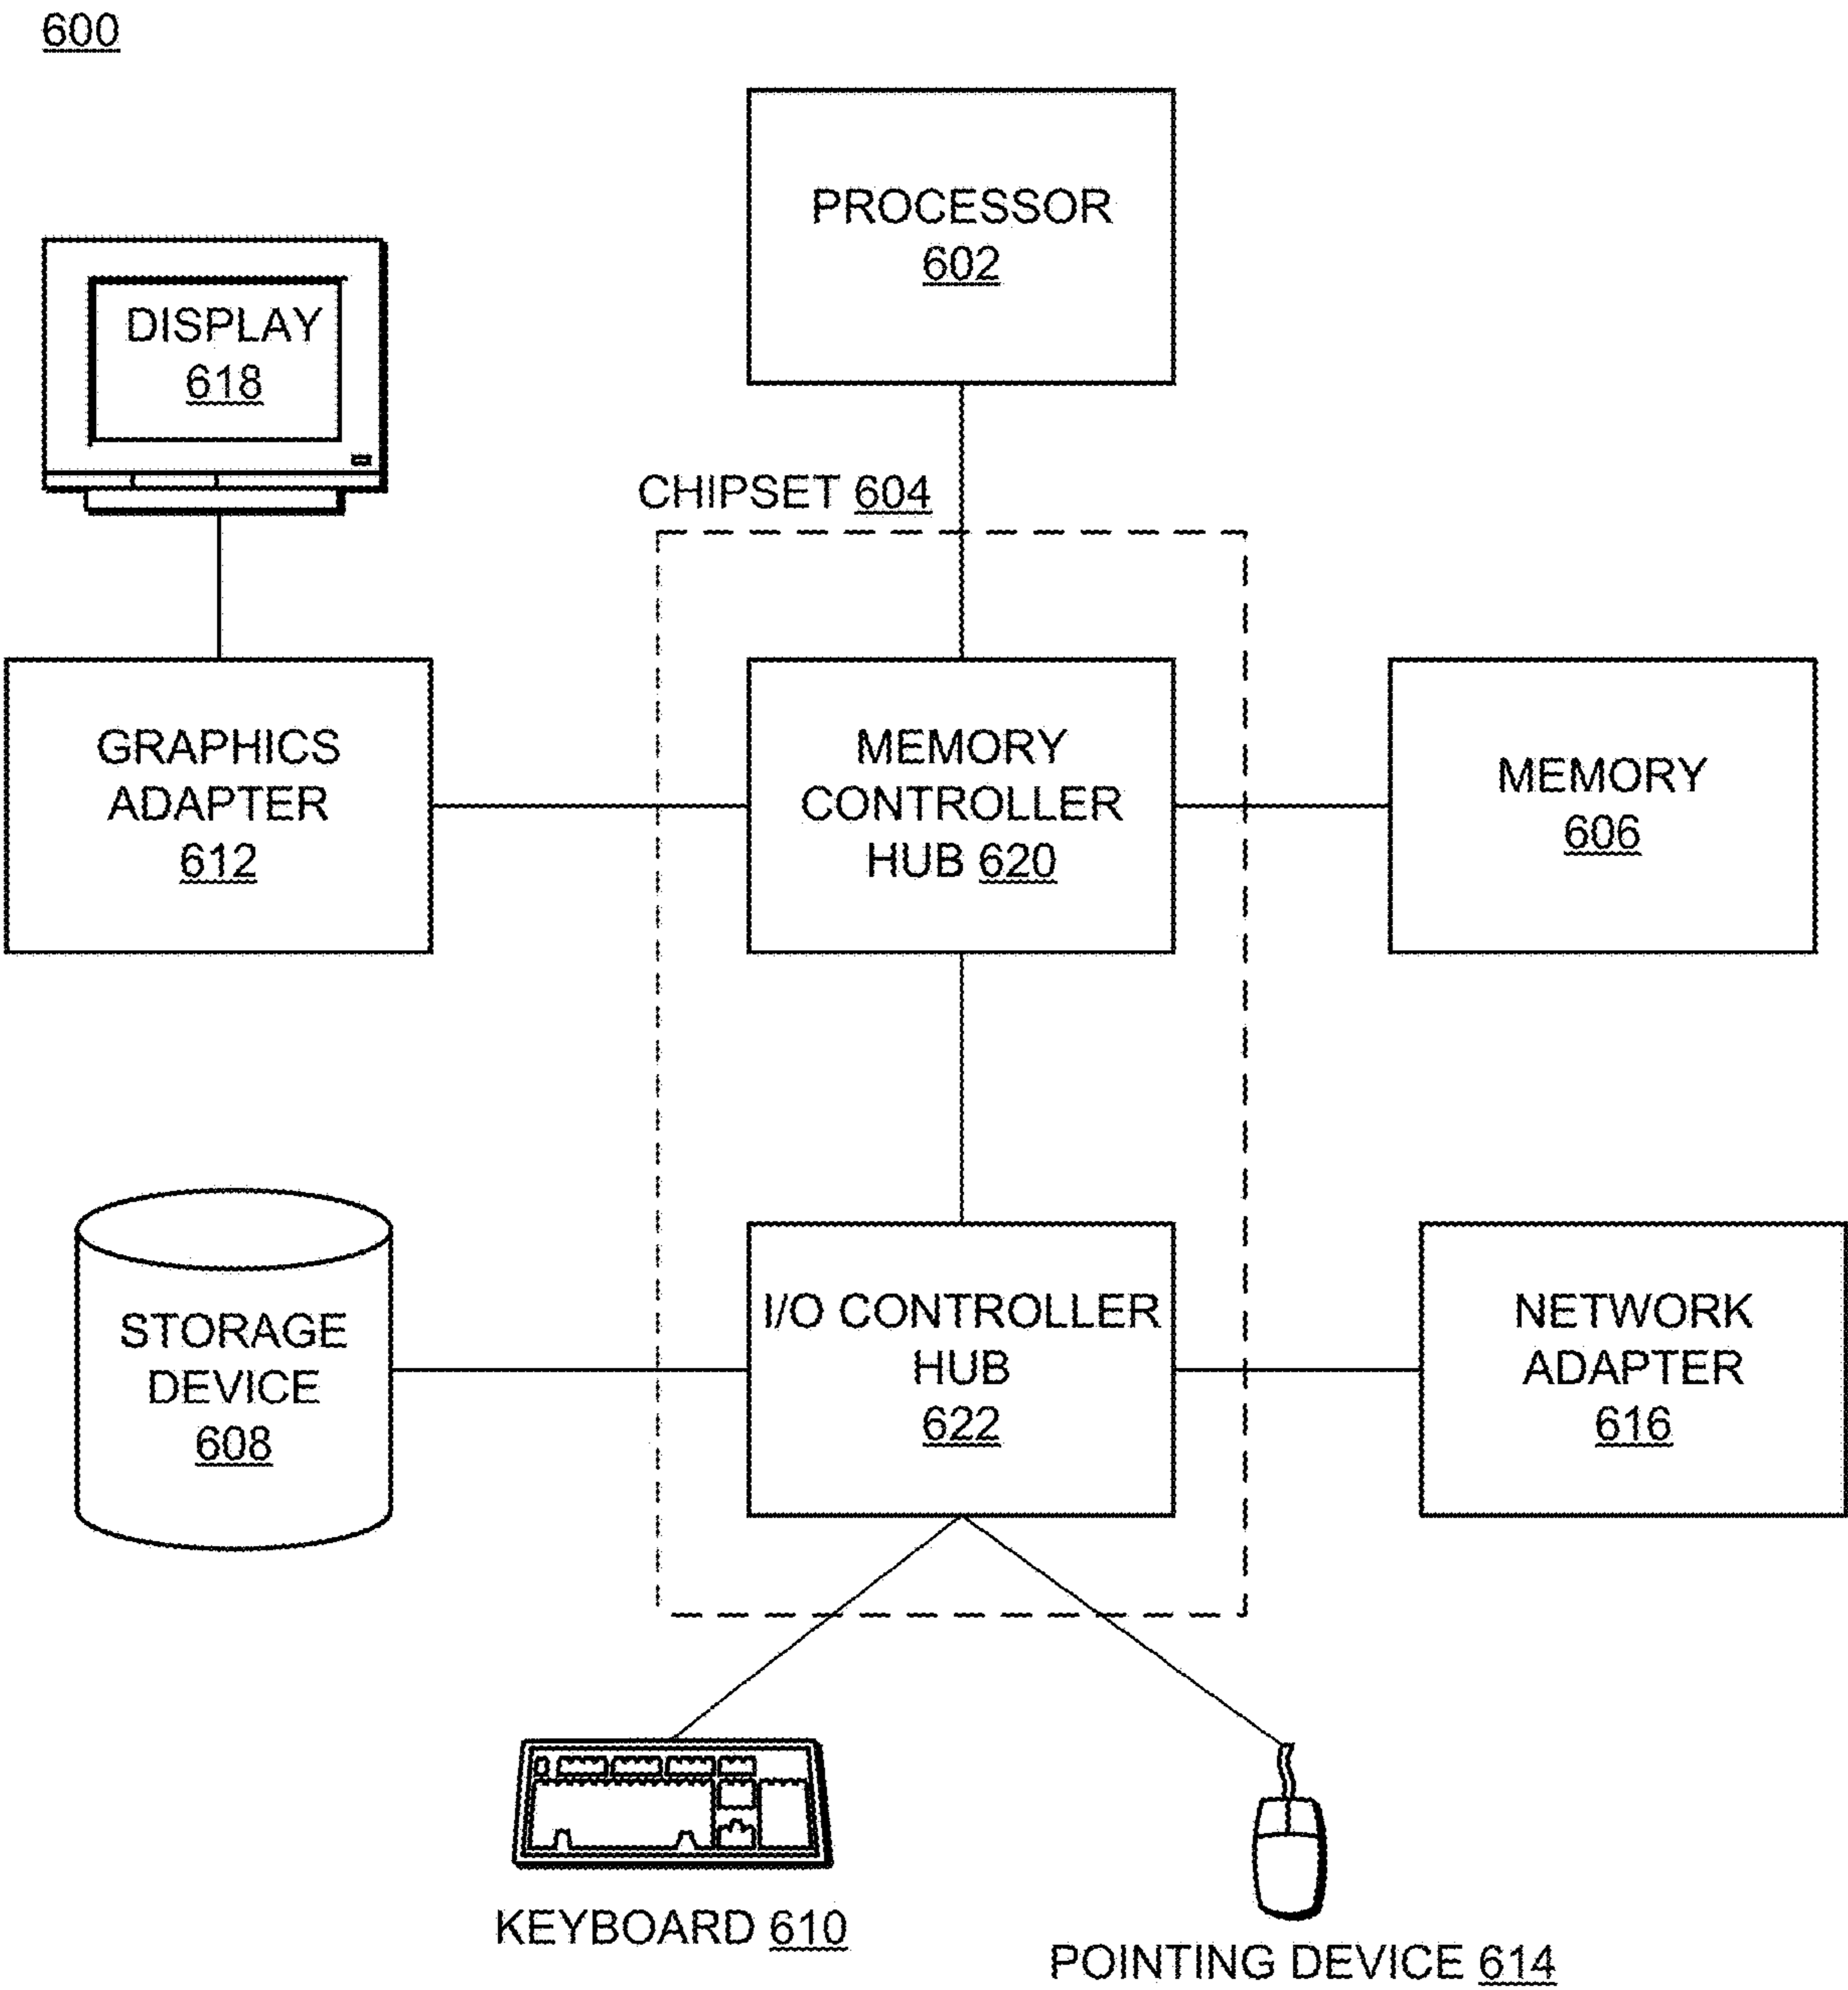 600
PROCESSOR
602
DISPLAY
618
CHIPSET 604
GRAPHICS
ADAPTER
612
MEMORY
CONTROLLER
HUB 620
MEMORY
606
STORAGE
DEVICE
608
I/O CONTROLLER
HUB
622
NETWORK
ADAPTER
616
KEYBOARD 610
POINTING DEVICE 614